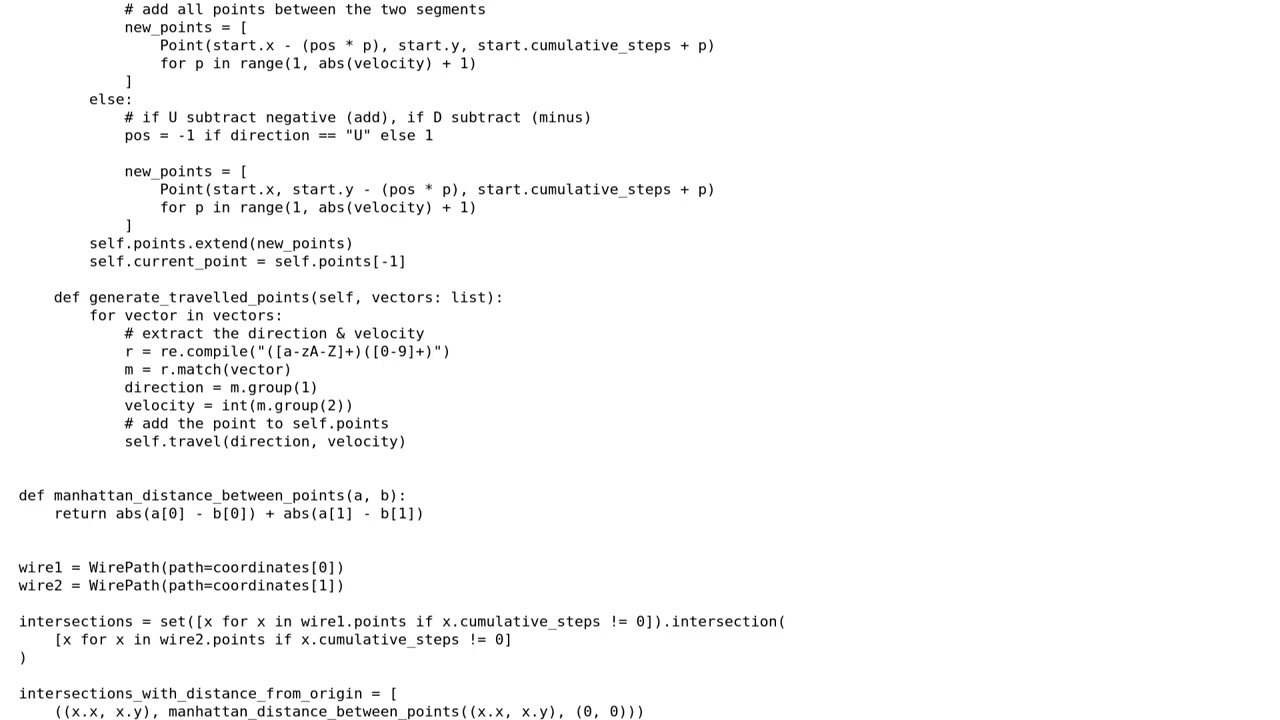 # add all points between the two segments
new_points = [
Point(start.x - (pos * p), start.y, start.cumulative_steps + p)
for p in range(1, abs(velocity) + 1)
]
else:
# if U subtract negative (add), if D subtract (minus)
pos = -1 if direction == "U" else 1
new_points = [
Point(start.x, start.y - (pos * p), start.cumulative_steps + p)
for p in range(1, abs(velocity) + 1)
]
self.points.extend(new_points)
self.current_point = self.points[-1]
def generate_travelled_points(self, vectors: list):
for vector in vectors:
# extract the direction & velocity
r = re.compile("([a-zA-Z]+)([0-9]+)")
m = r.match(vector)
direction = m.group(1)
velocity = int(m.group(2))
# add the point to self.points
self.travel(direction, velocity)
def manhattan_distance_between_points(a, b):
return abs(a[0] - b[0]) + abs(a[1] - b[1])
wire1 = WirePath(path=coordinates[0])
wire2 = WirePath(path=coordinates[1])
intersections = set([x for x in wire1.points if x.cumulative_steps != 0]).intersection(
[x for x in wire2.points if x.cumulative_steps != 0]
)
intersections_with_distance_from_origin = [
((x.x, x.y), manhattan_distance_between_points((x.x, x.y), (0, 0)))